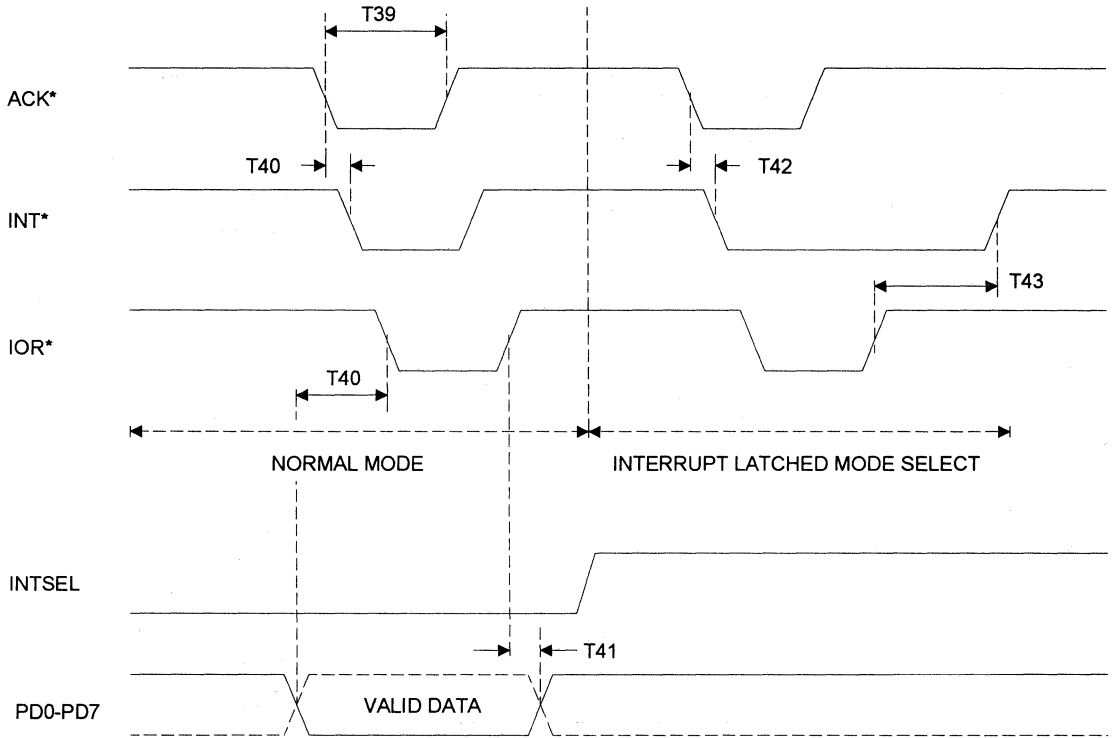 T39
ACK*
T40
T42
INT*
T43
IOR*
T40
NORMAL MODE
INTERRUPT LATCHED MODE SELECT
INTSEL
T41
PD0-PD7
VALID DATA